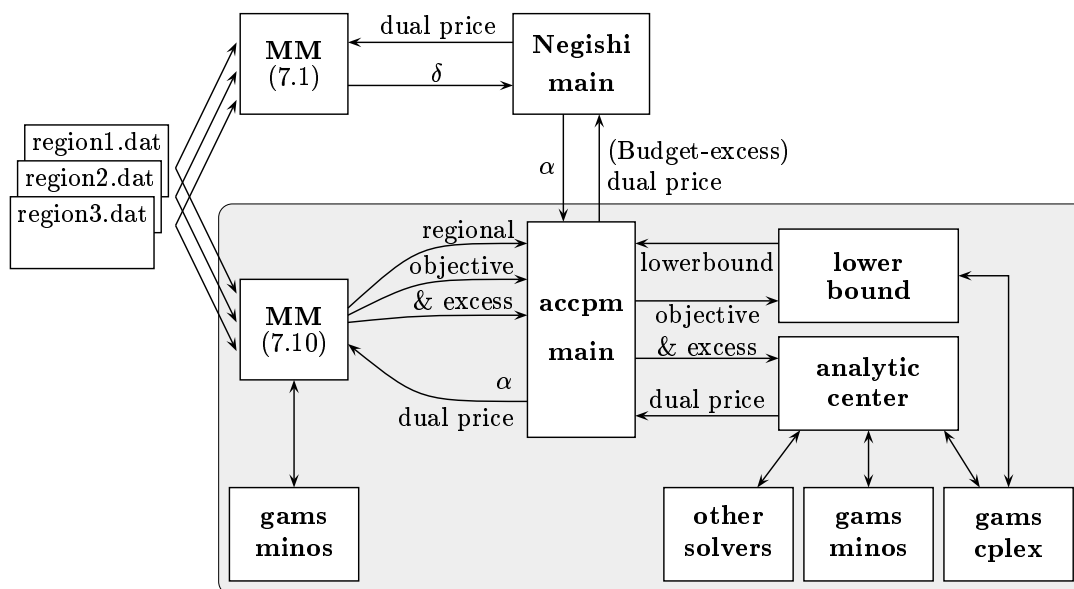 dual price
MM
(7.1)
δ
Negishi
main
region1.dat
region2.dat
region3.dat
α
(Budget-excess)
dual price
regional
objective
& excess
MM
(7.10)
α
dual price
accpm
main
lowerbound
objective
& excess
dual price
lower
bound
analytic
center
gams
minos
other
solvers
gams
minos
gams
cplex